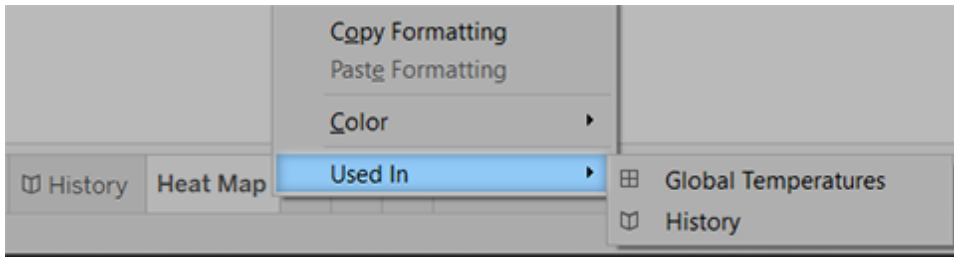 Copy Formatting
Paste Formatting
Color
Used In
History Heat Map
Global Temperatures
History